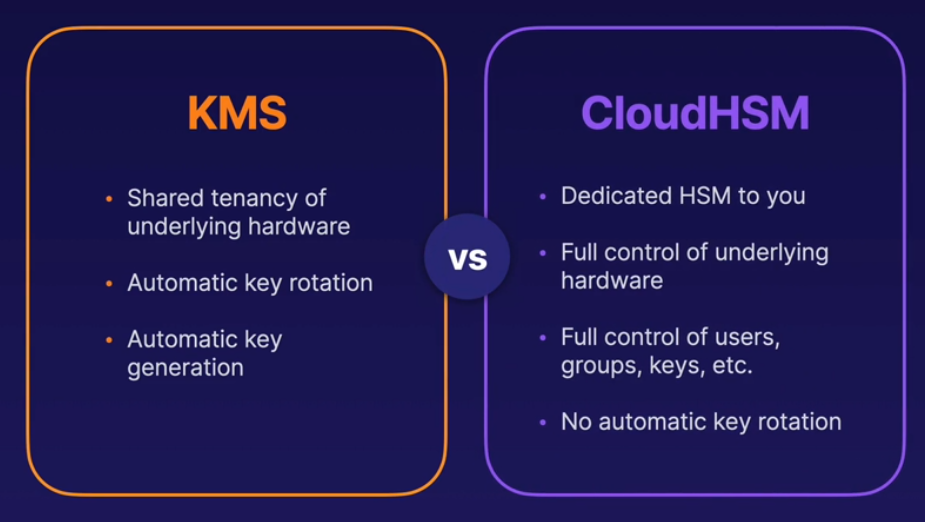 KMS
• Shared tenancy of
underlying hardware
• Automatic key rotation
• Automatic key
generation
vs
CloudHSM
• Dedicated HSM to you
• Full control of underlying
hardware
• Full control of users,
groups, keys, etc.
• No automatic key rotation